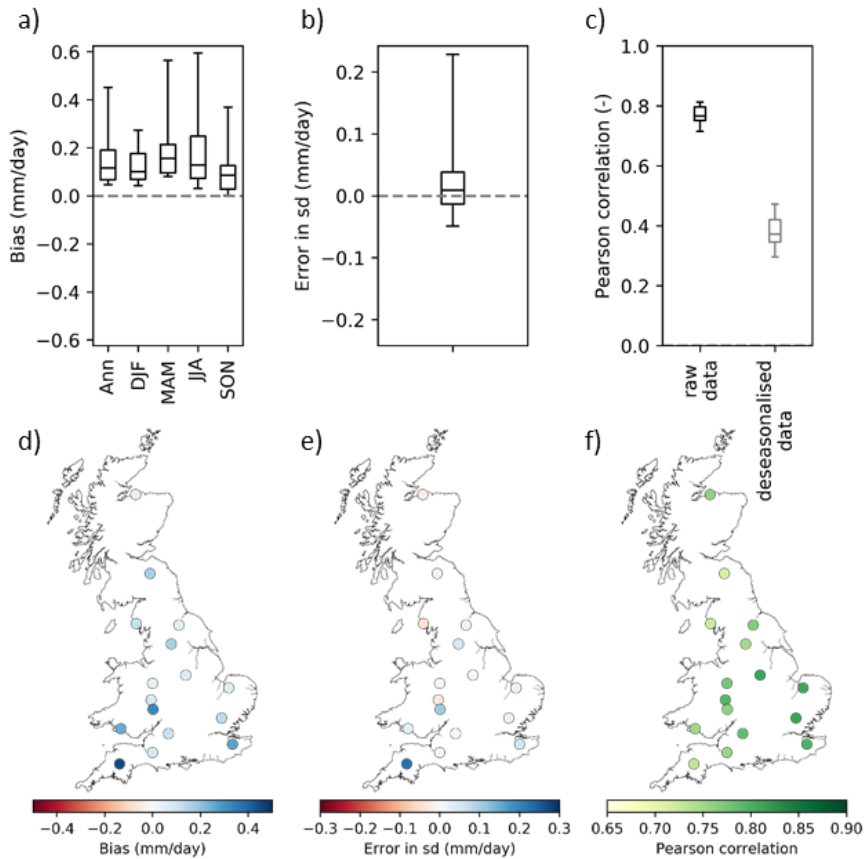 a)
b)
c)
Bias (mm/day)
0.6
0.4
0.2
0.0
−0.2
−0.4
−0.6
Ann
DJF
MAM
JJA
SON
Error in sd (mm/day)
0.2
0.1
0.0
−0.1
−0.2
Pearson correlation (-)
1.0
0.8
0.6
0.4
0.2
0.0
raw
data
deseasonalised
data
d)
e)
f)
−0.4 −0.2 0.0 0.2 0.4
Bias (mm/day)
−0.3 −0.2 −0.1 0.0 0.1 0.2 0.3
Error in sd (mm/day)
0.65 0.70 0.75 0.80 0.85 0.90
Pearson correlation